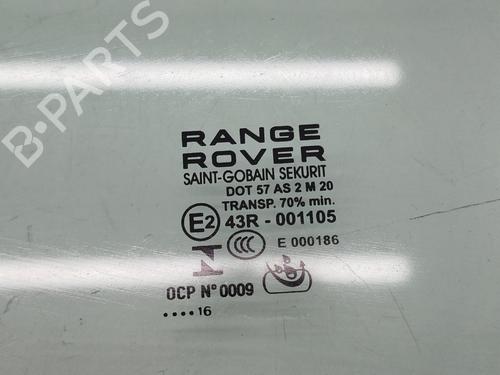 B-PARTS
RANGE
ROVER
SAINT-GOBAIN SEKURIT
DOT 57 AS 2 M 20
TRANSP. 70% min.
E2 43R - 001105
CCC E 000186
OCP N° 0009
....16